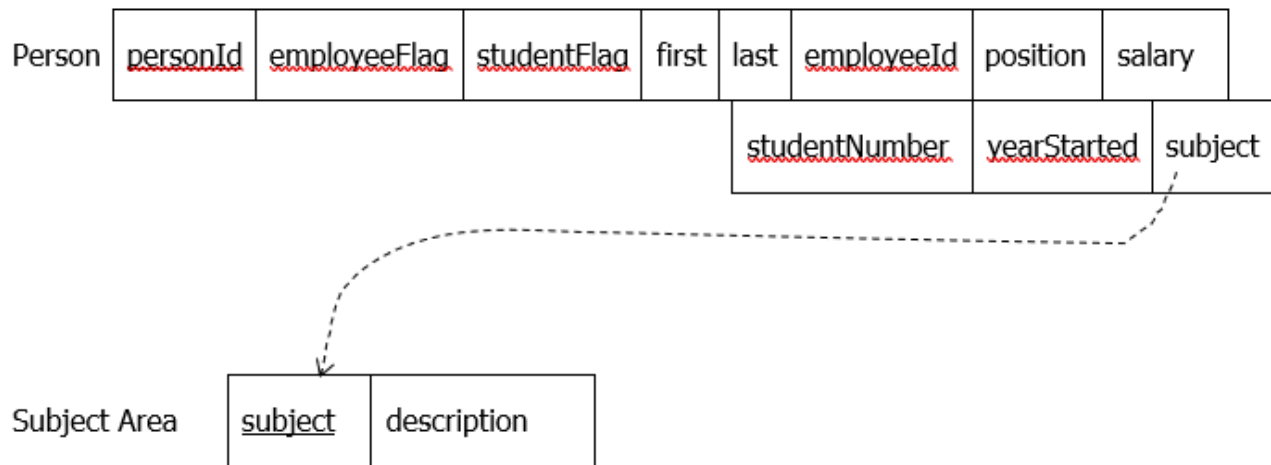 Person personId employeeFlag studentFlag first last employeeId position salary
studentNumber yearStarted subject
Subject Area subject description